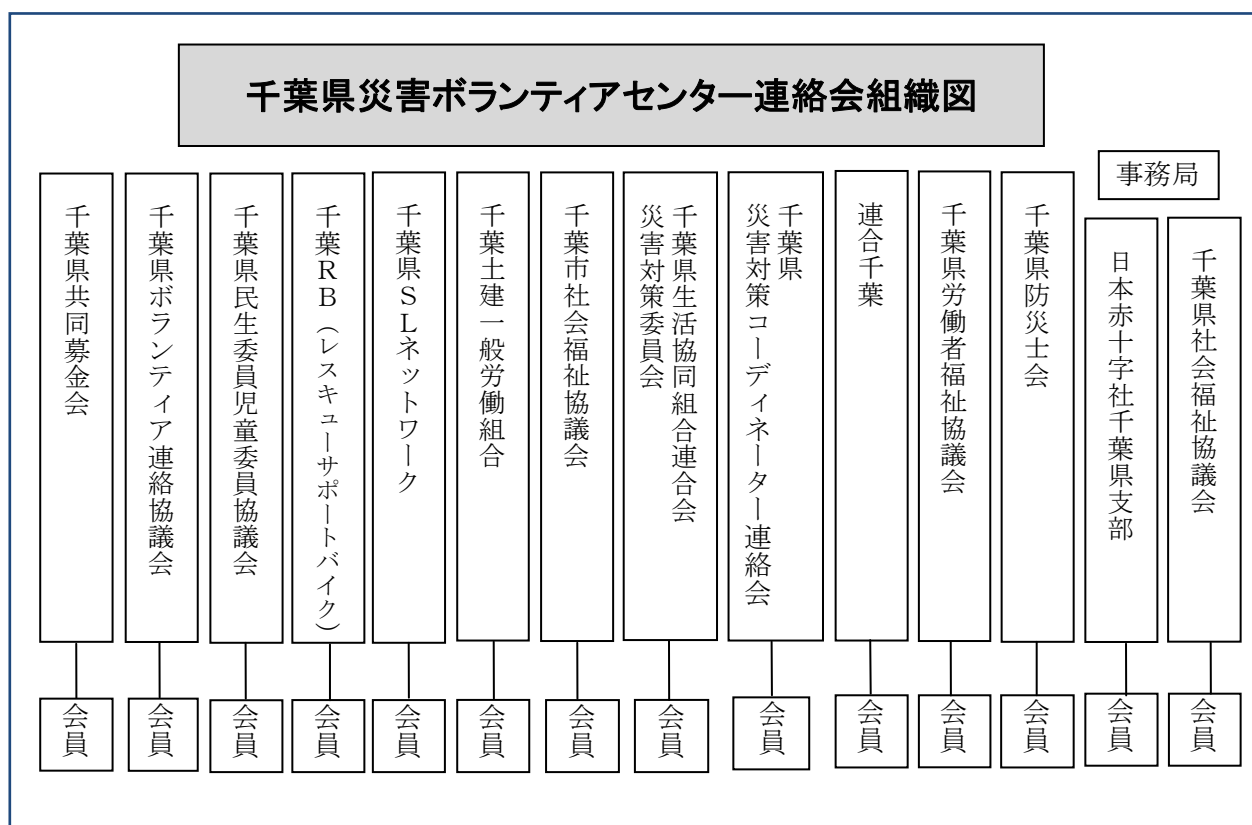 千葉県災害ボランティアセンター連絡会組織図
事務局
千葉県社会福祉協議会
日本赤十字社千葉県支部
千葉県防災士会
千葉県労働者福祉協議会
連合千葉
千葉県
災害対策コーディネーター連絡会
千葉県生活協同組合連合会
災害対策委員会
千葉市社会福祉協議会
千葉土建一般労働組合
千葉県SLネットワーク
千葉RB(レスキューサポートバイク)
千葉県民生委員児童委員協議会
千葉県ボランティア連絡協議会
千葉県共同募金会
会員
会員
会員
会員
会員
会員
会員
会員
会員
会員
会員
会員
会員
会員